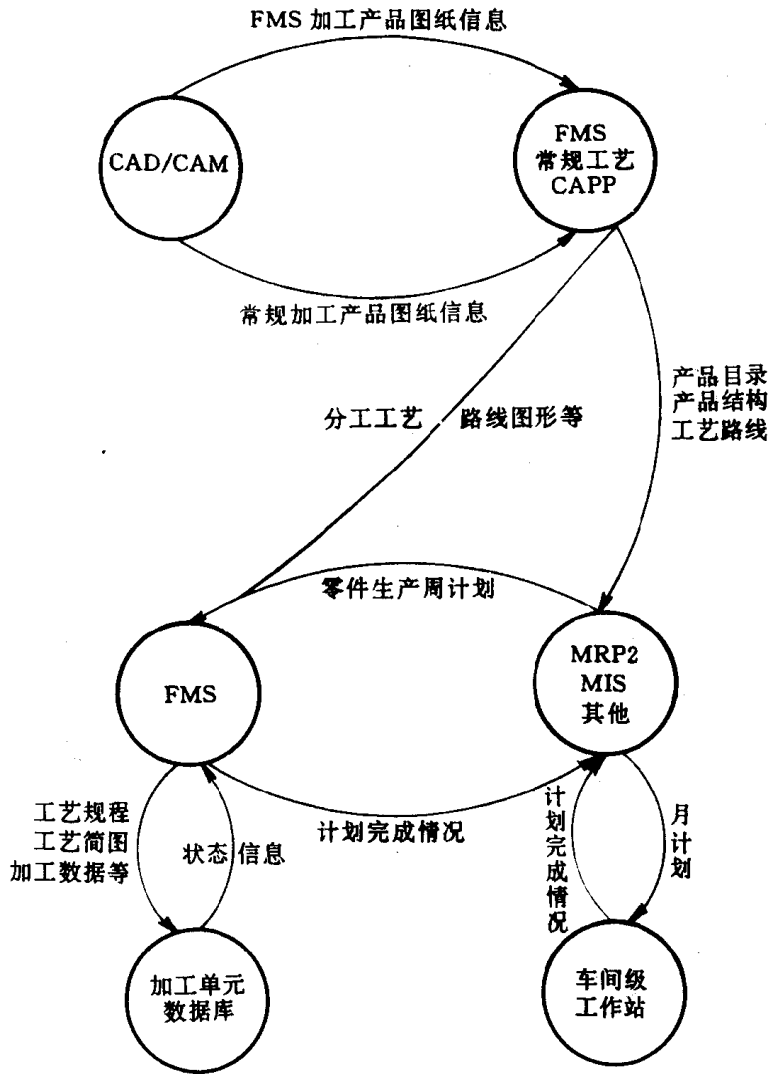 FMS 加工产品图纸信息
CAD/CAM
FMS
常规工艺
CAPP
常规加工产品图纸信息
分工工艺 路线图形等
产品目录
产品结构
工艺路线
零件生产周计划
FMS
MRP2
MIS
其他
工艺规程
工艺简图
加工数据等
状态信息
计划完成情况
计划完成情况
月计划
加工单元
数据库
车间级
工作站